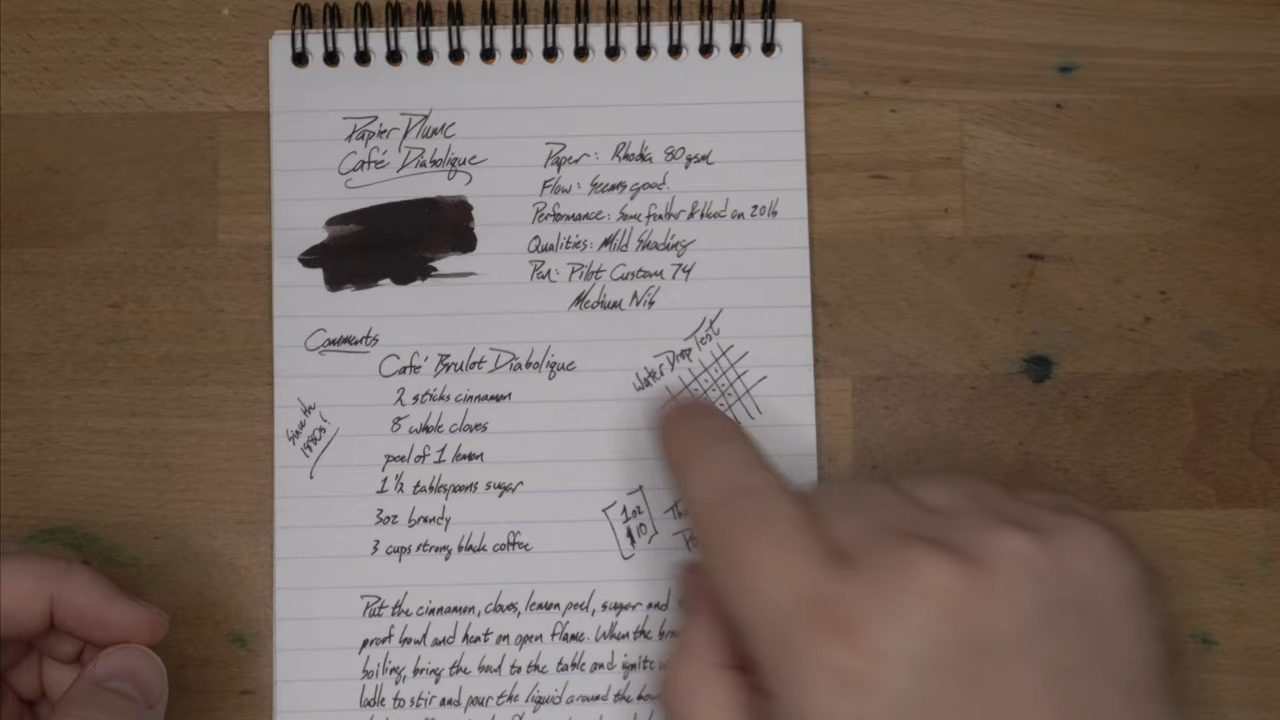 Papier Plume
Café Diabolique
Paper: Rhodia 80gsm
Flow: Seems good.
Performance: Some feather & bleed on 20lb
Qualities: Mild Shading
Pen: Pilot Custom 74
Medium Nib
Water Drop Test
Comments
Café Brulot Diabolique
2 sticks cinnamon
8 whole cloves
peel of 1 lemon
1 1/2 tablespoons sugar
3oz brandy
3 cups strong black coffee
Since the
1880s!
1oz
$10
Put the cinnamon, cloves, lemon peel, sugar and
proof bowl and heat on open flame. When the
boiling, bring the bowl to the table and ignite
ladle to stir and pour the liquid around the